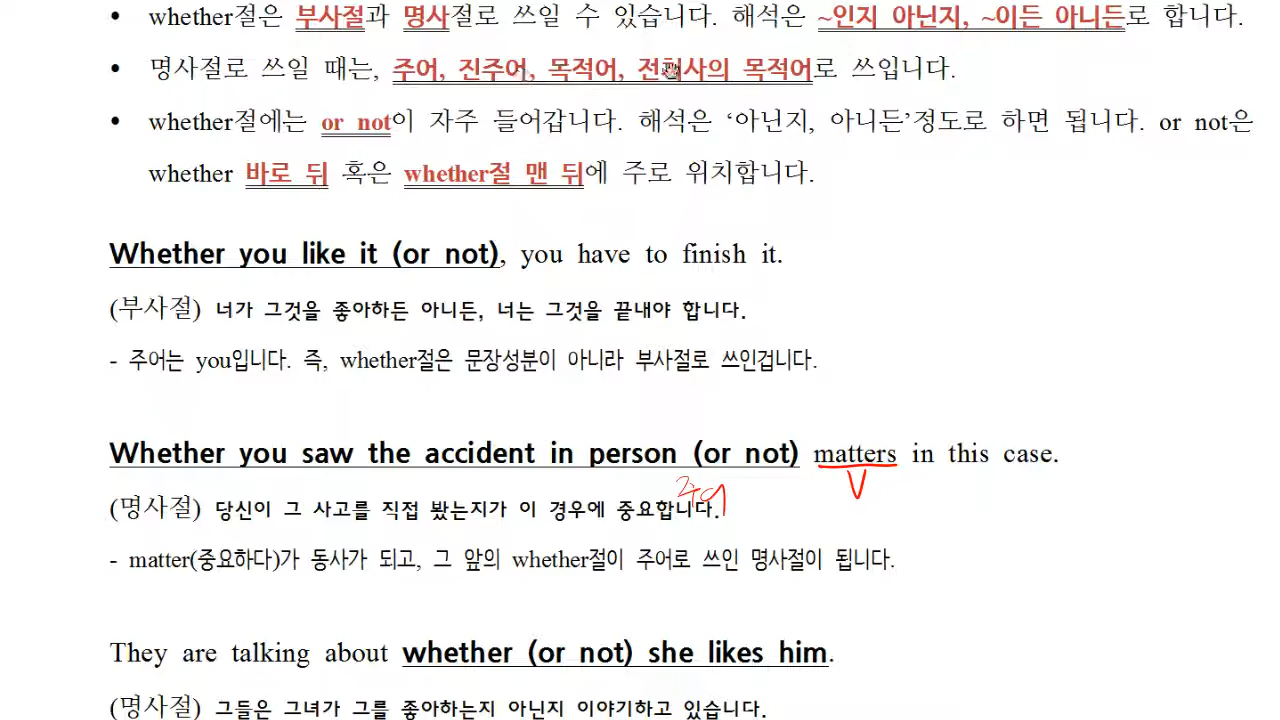 • whether절은 부사절과 명사절로 쓰일 수 있습니다. 해석은 ~인지 아닌지, ~이든 아니든로 합니다.
• 명사절로 쓰일 때는, 주어, 진주어, 목적어, 전치사의 목적어로 쓰입니다.
• whether절에는 or not이 자주 들어갑니다. 해석은 ‘아닌지, 아니든’정도로 하면 됩니다. or not은
whether 바로 뒤 혹은 whether절 맨 뒤에 주로 위치합니다.
Whether you like it (or not), you have to finish it.
(부사절) 너가 그것을 좋아하든 아니든, 너는 그것을 끝내야 합니다.
- 주어는 you입니다. 즉, whether절은 문장성분이 아니라 부사절로 쓰인겁니다.
Whether you saw the accident in person (or not) matters in this case.
주어 V
(명사절) 당신이 그 사고를 직접 봤는지가 이 경우에 중요합니다.
- matter(중요하다)가 동사가 되고, 그 앞의 whether절이 주어로 쓰인 명사절이 됩니다.
They are talking about whether (or not) she likes him.
(명사절) 그들은 그녀가 그를 좋아하는지 아닌지 이야기하고 있습니다.